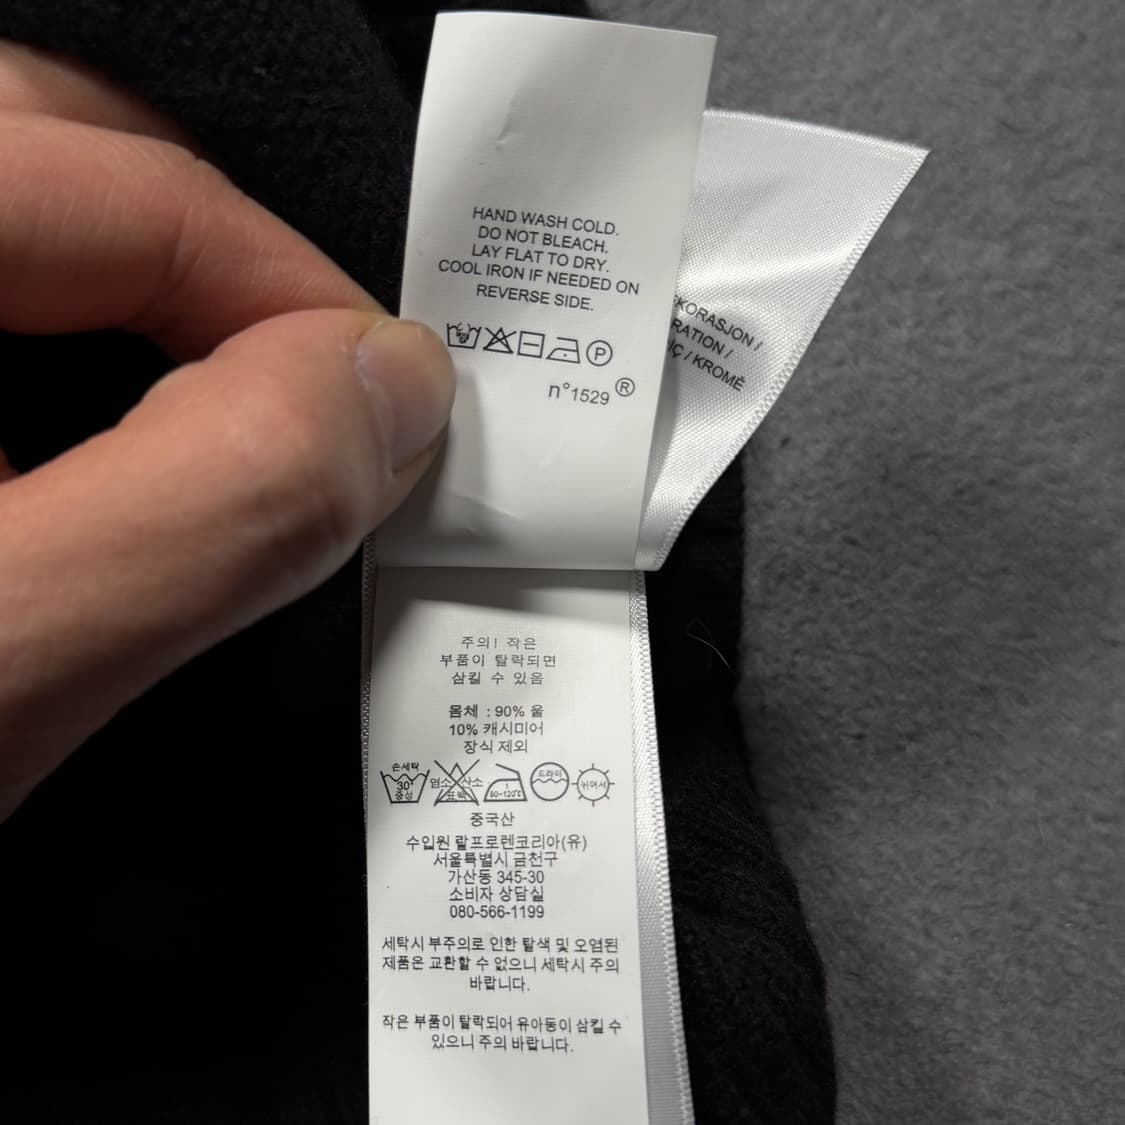 HAND WASH COLD.
DO NOT BLEACH.
LAY FLAT TO DRY.
COOL IRON IF NEEDED ON
REVERSE SIDE.
P
n°1529®
KORASJON /
RATION /
İÇ / KROMĚ
주의! 작은
부품이 탈락되면
삼킬 수 있음
몸체 : 90% 울
10% 캐시미어
장식 제외
손세탁
30°
중성
염소 산소
표백
1
80~120℃
드라이
뉘어서
중국산
수입원 랄프로렌코리아(유)
서울특별시 금천구
가산동 345-30
소비자 상담실
080-566-1199
세탁시 부주의로 인한 탈색 및 오염된
제품은 교환할 수 없으니 세탁시 주의
바랍니다.
작은 부품이 탈락되어 유아동이 삼킬 수
있으니 주의 바랍니다.